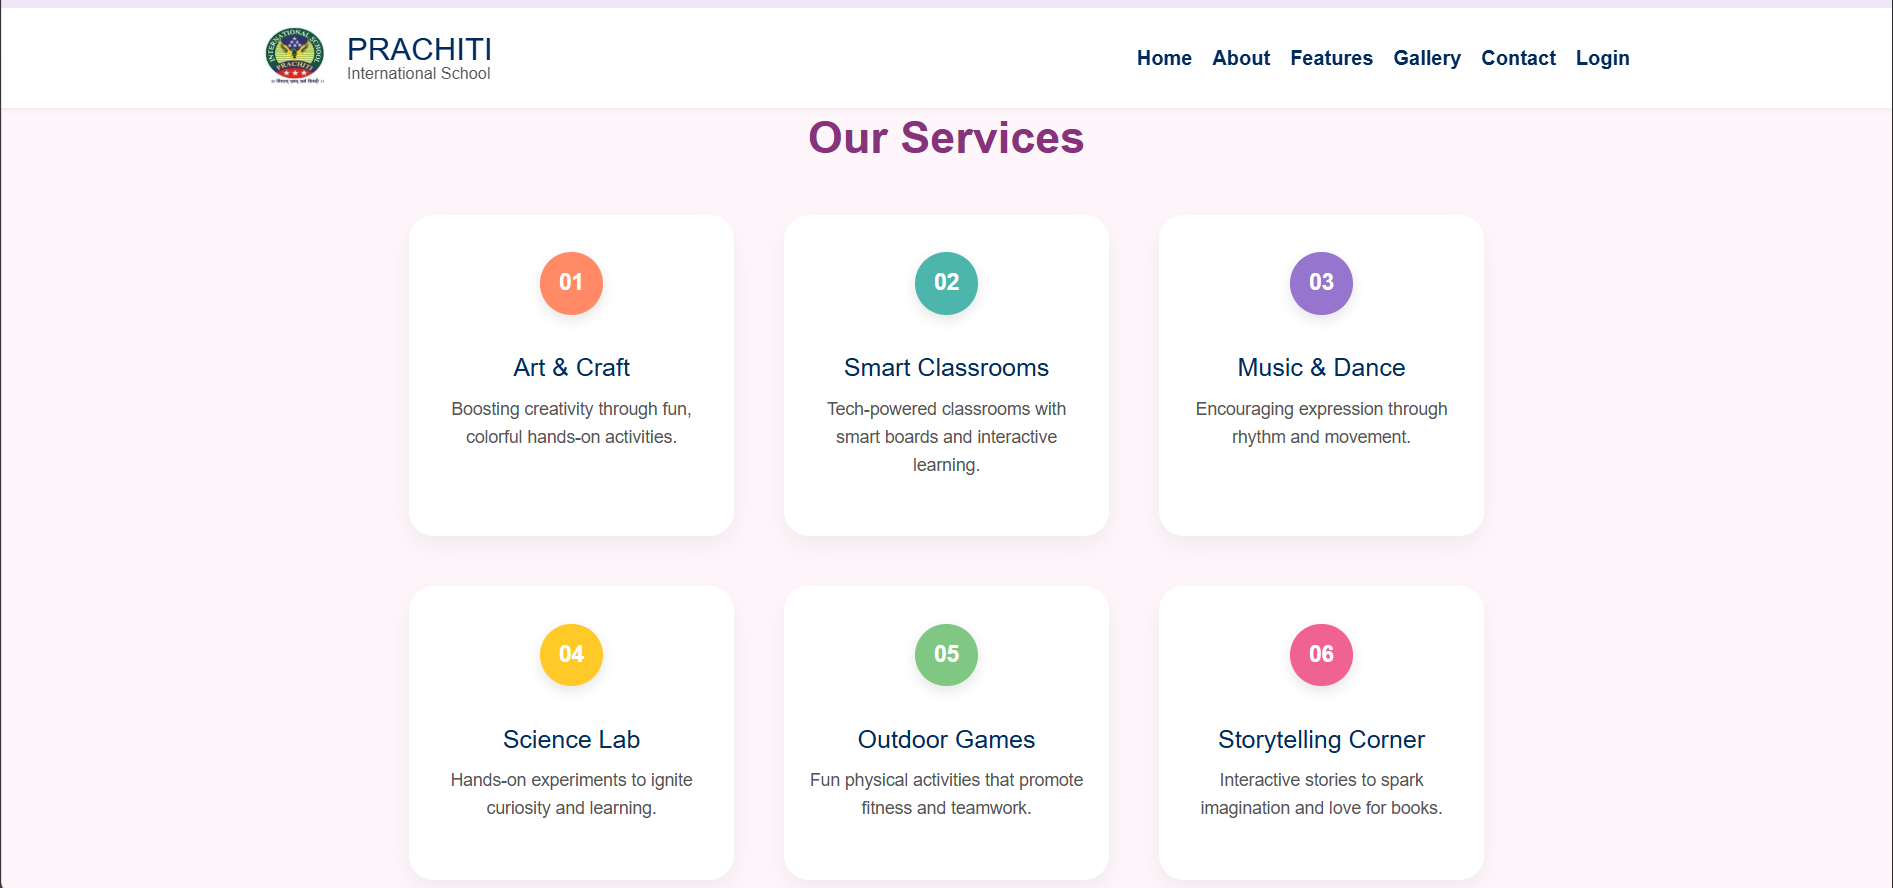 INTERNATIONAL SCHOOL
PRACHITI
PRACHITI
International School
Home About Features Gallery Contact Login
Our Services
01
02
03
Art & Craft
Boosting creativity through fun,
colorful hands-on activities.
Smart Classrooms
Tech-powered classrooms with
smart boards and interactive
learning.
Music & Dance
Encouraging expression through
rhythm and movement.
04
05
06
Science Lab
Hands-on experiments to ignite
curiosity and learning.
Outdoor Games
Fun physical activities that promote
fitness and teamwork.
Storytelling Corner
Interactive stories to spark
imagination and love for books.